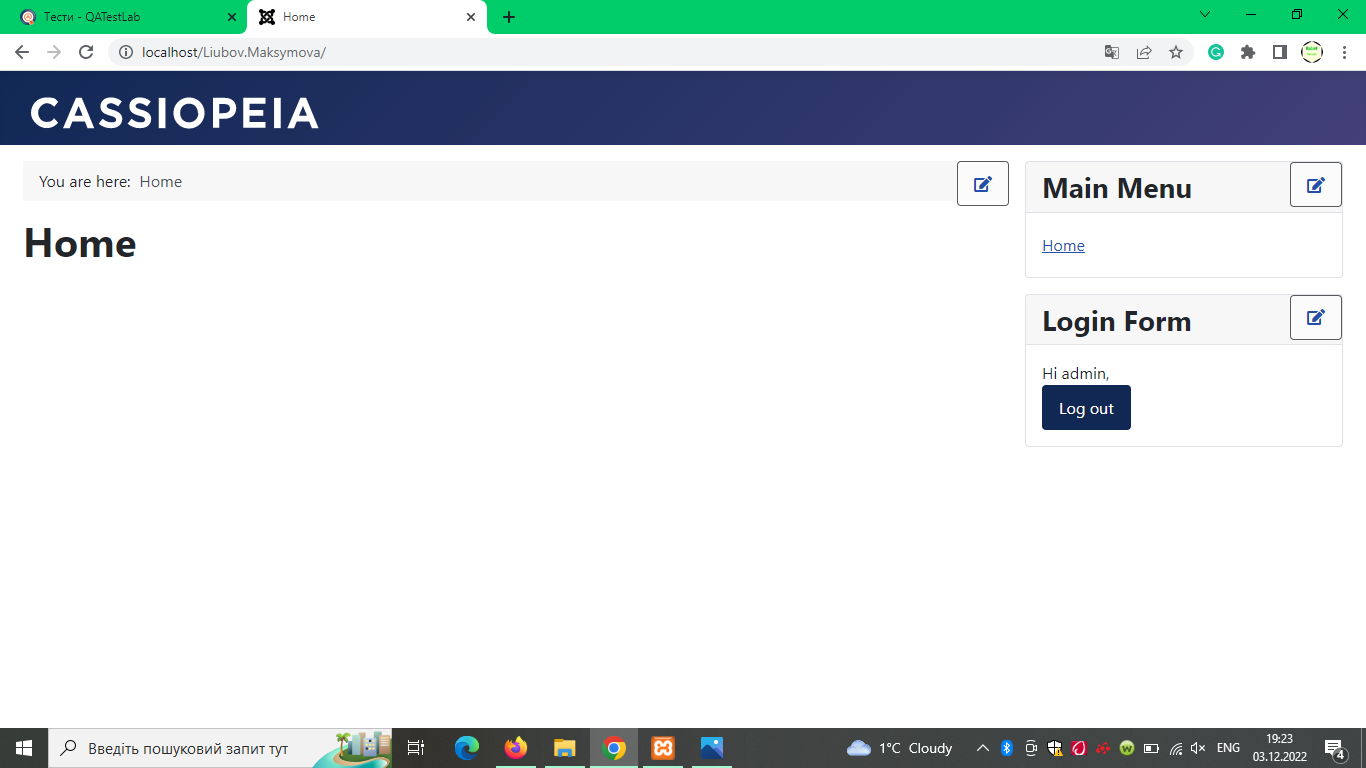 Тести - QATestLab
Home
localhost/Liubov.Maksymova/
CASSIOPEIA
You are here: Home
Home
Main Menu
Home
Login Form
Hi admin,
Log out
Введіть пошуковий запит тут
1°C Cloudy
ENG
19:23
03.12.2022
4